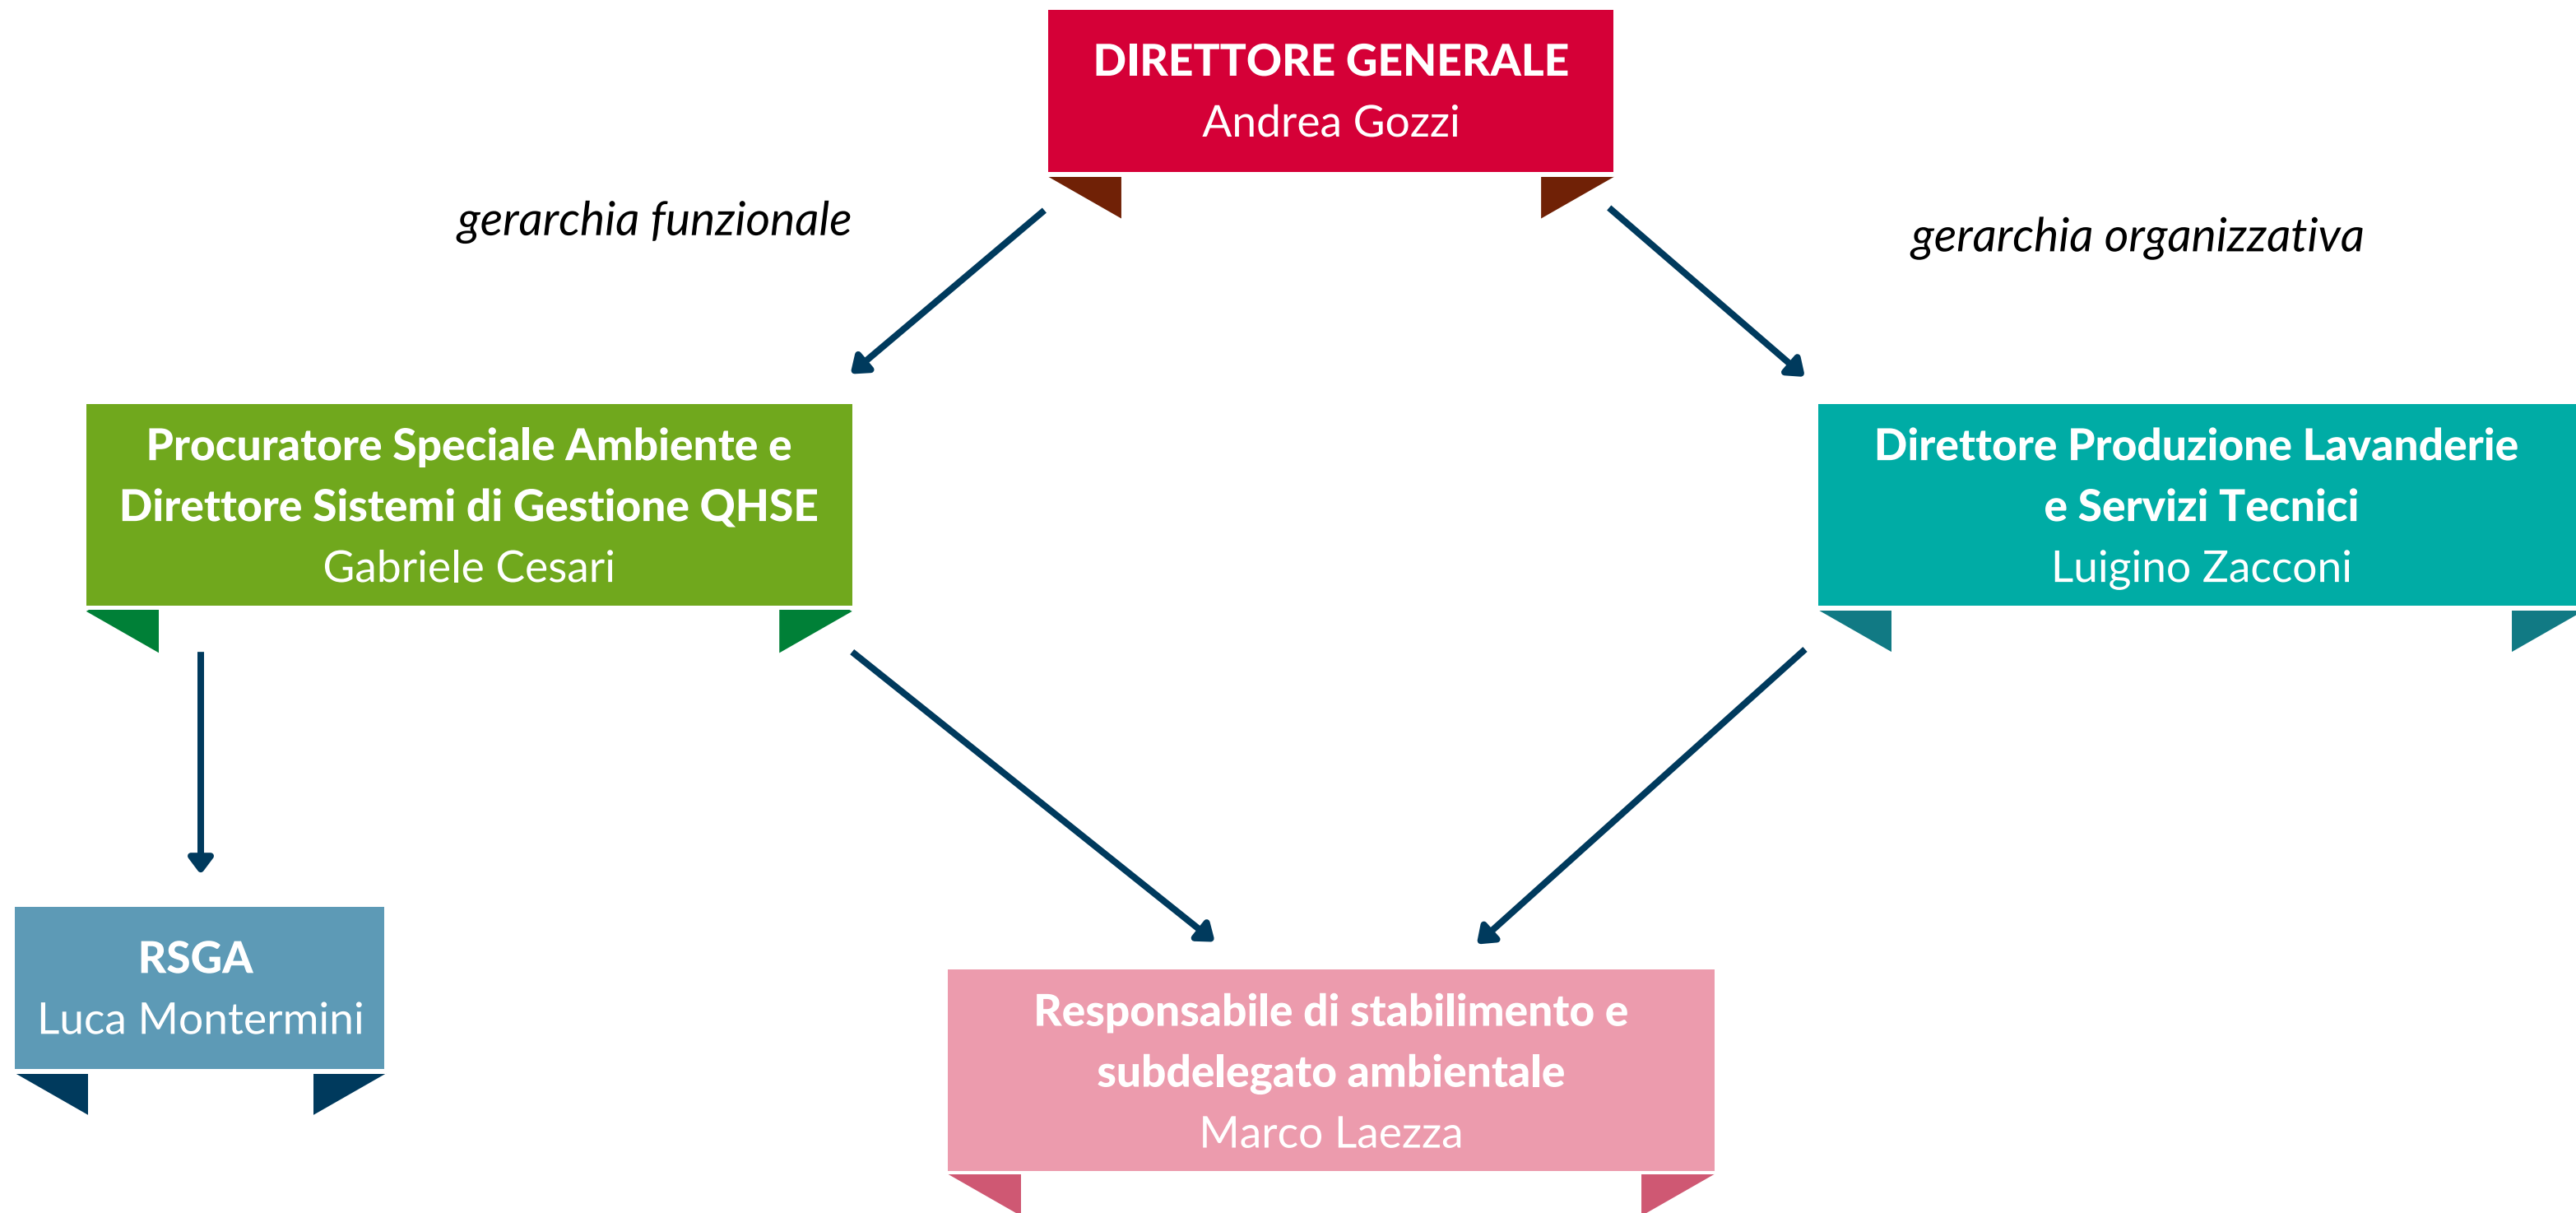 DIRETTORE GENERALE
Andrea Gozzi
gerarchia funzionale
gerarchia organizzativa
Procuratore Speciale Ambiente e
Direttore Sistemi di Gestione QHSE
Gabriele Cesari
Direttore Produzione Lavanderie
e Servizi Tecnici
Luigino Zacconi
RSGA
Luca Montermini
Responsabile di stabilimento e
subdelegato ambientale
Marco Laezza